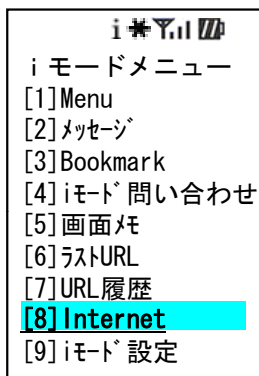 i
iモードメニュー
[1]Menu
[2]ﾒｯｾｰｼﾞ
[3]Bookmark
[4]iﾓｰﾄﾞ問い合わせ
[5]画面ﾒﾓ
[6]ﾗｽﾄURL
[7]URL履歴
[8]Internet
[9]iﾓｰﾄﾞ設定